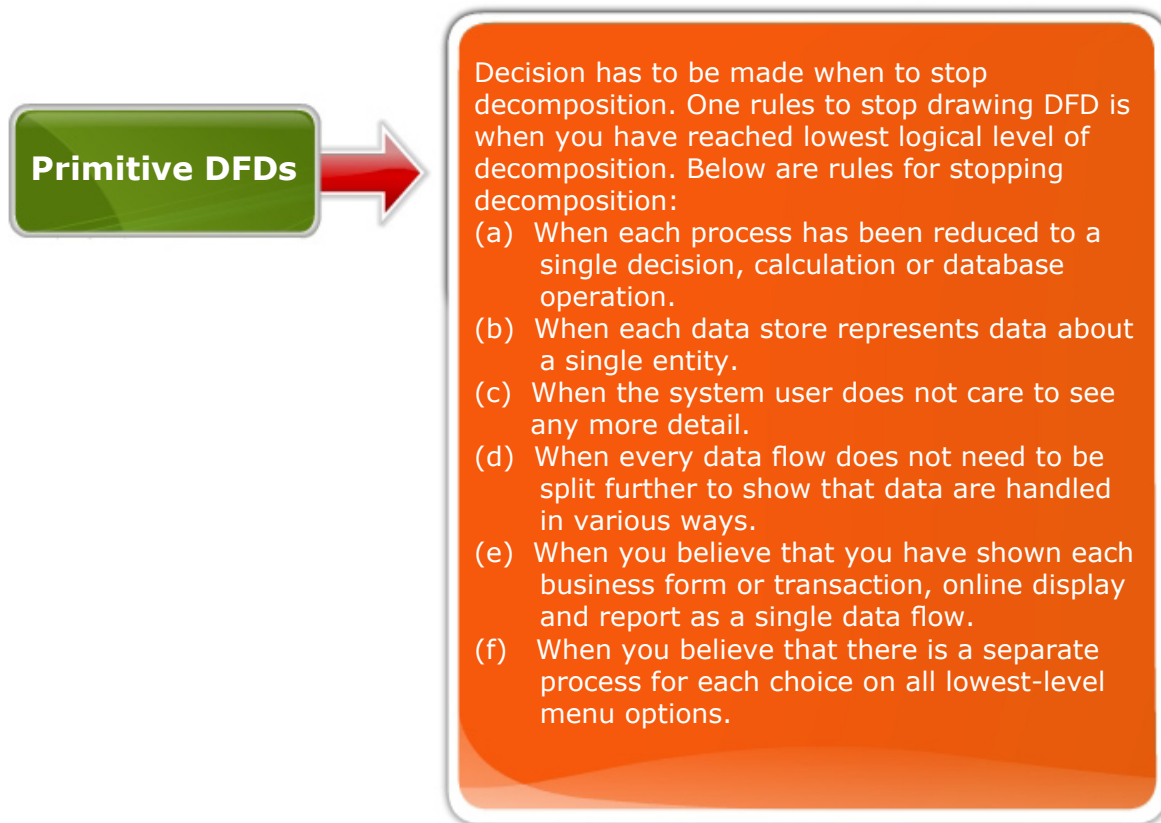 Primitive DFDs
Decision has to be made when to stop
decomposition. One rules to stop drawing DFD is
when you have reached lowest logical level of
decomposition. Below are rules for stopping
decomposition:
(a) When each process has been reduced to a
single decision, calculation or database
operation.
(b) When each data store represents data about
a single entity.
(c) When the system user does not care to see
any more detail.
(d) When every data flow does not need to be
split further to show that data are handled
in various ways.
(e) When you believe that you have shown each
business form or transaction, online display
and report as a single data flow.
(f) When you believe that there is a separate
process for each choice on all lowest-level
menu options.